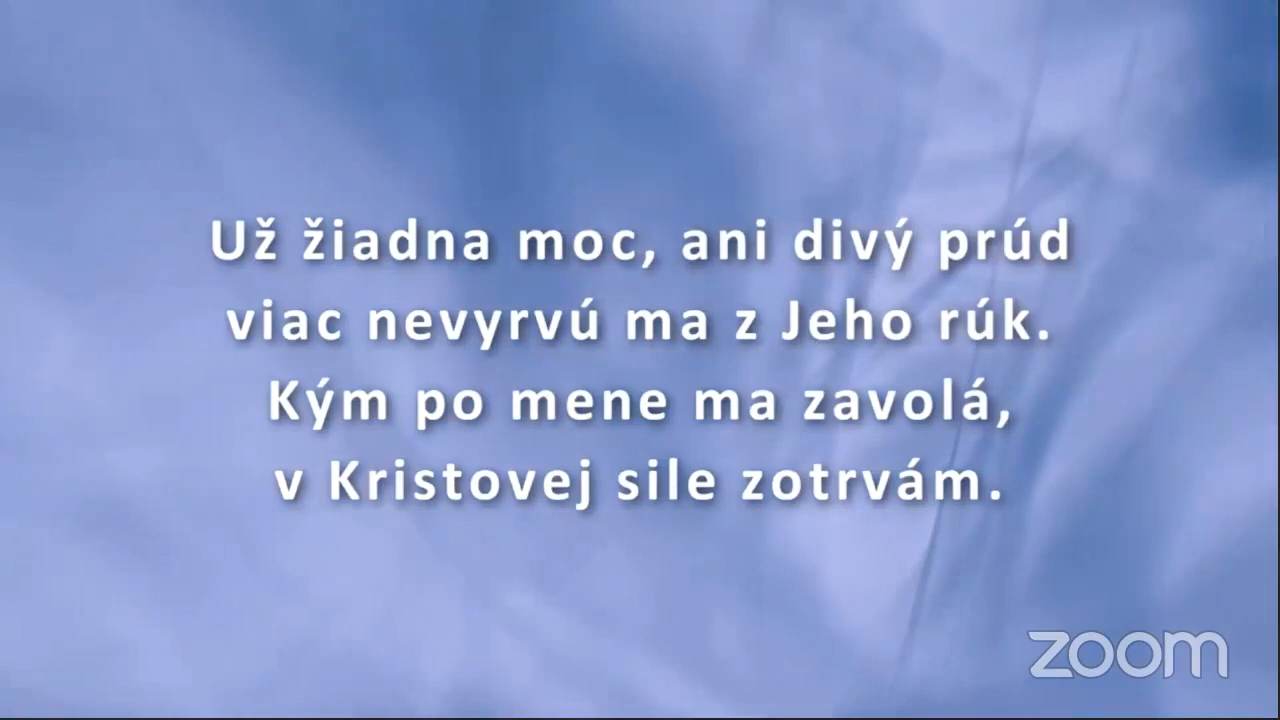 Už žiadna moc, ani divý prúd
viac nevyrvú ma z Jeho rúk.
Kým po mene ma zavolá,
v Kristovej sile zotrvám.
zoom